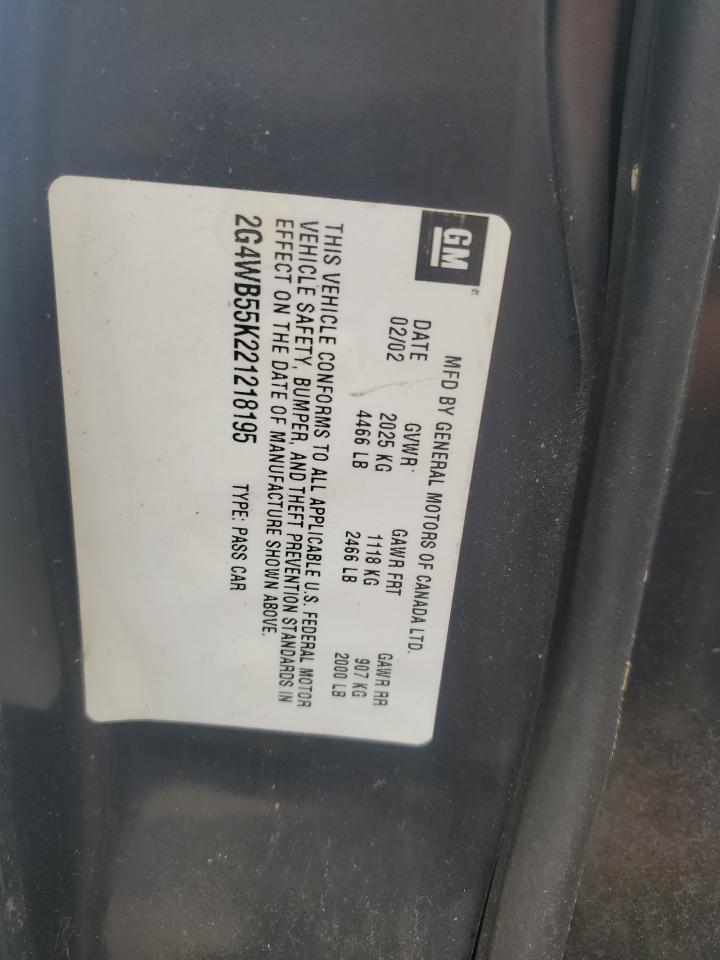 GM
MFD BY GENERAL MOTORS OF CANADA LTD.
DATE GVWR GAWR FRT GAWR RR
02/02 2025 KG 1118 KG 907 KG
4466 LB 2466 LB 2000 LB
THIS VEHICLE CONFORMS TO ALL APPLICABLE U.S. FEDERAL MOTOR
VEHICLE SAFETY, BUMPER, AND THEFT PREVENTION STANDARDS IN
EFFECT ON THE DATE OF MANUFACTURE SHOWN ABOVE.
2G4WB55K221218195 TYPE: PASS CAR